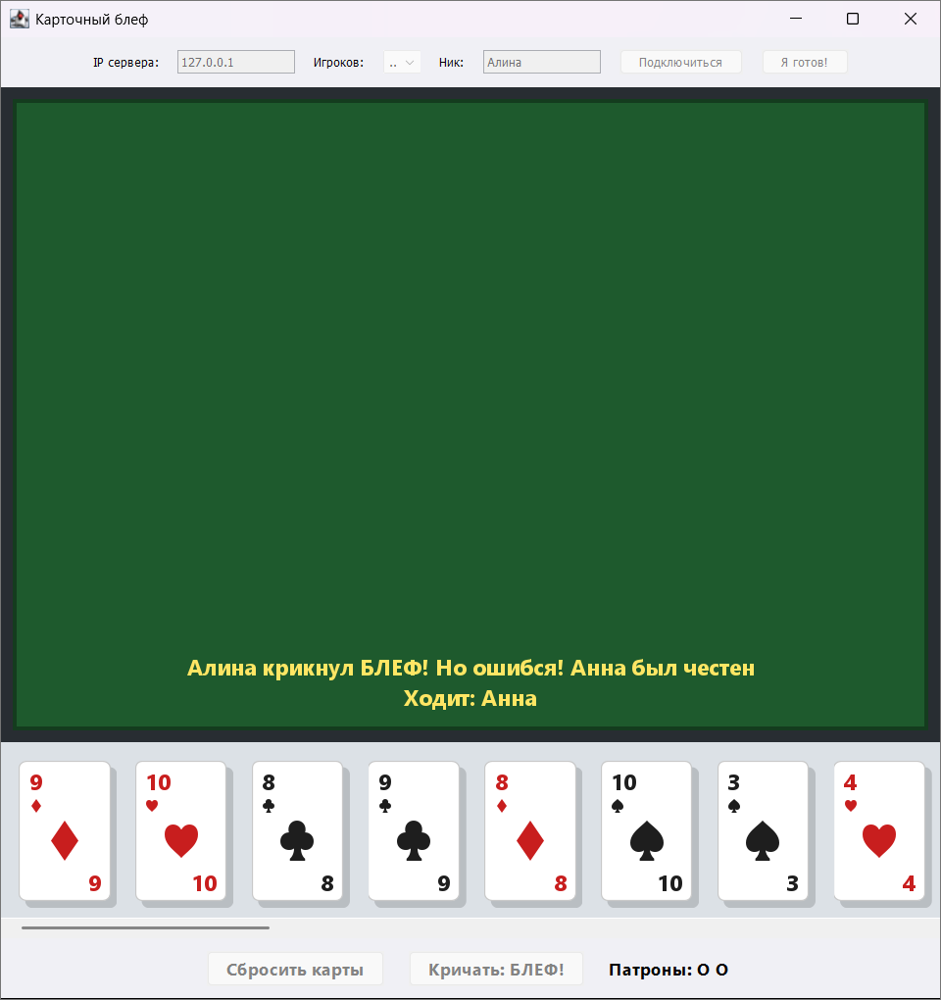 Карточный блеф
IP сервера: 127.0.0.1 Игроков: .. Ник: Алина Подключиться Я готов!
Алина крикнул БЛЕФ! Но ошибся! Анна был честен
Ходит: Анна
9 10 8 9 8 10 3 4
9 10 8 9 8 10 3 4
Сбросить карты Кричать: БЛЕФ! Патроны: O O